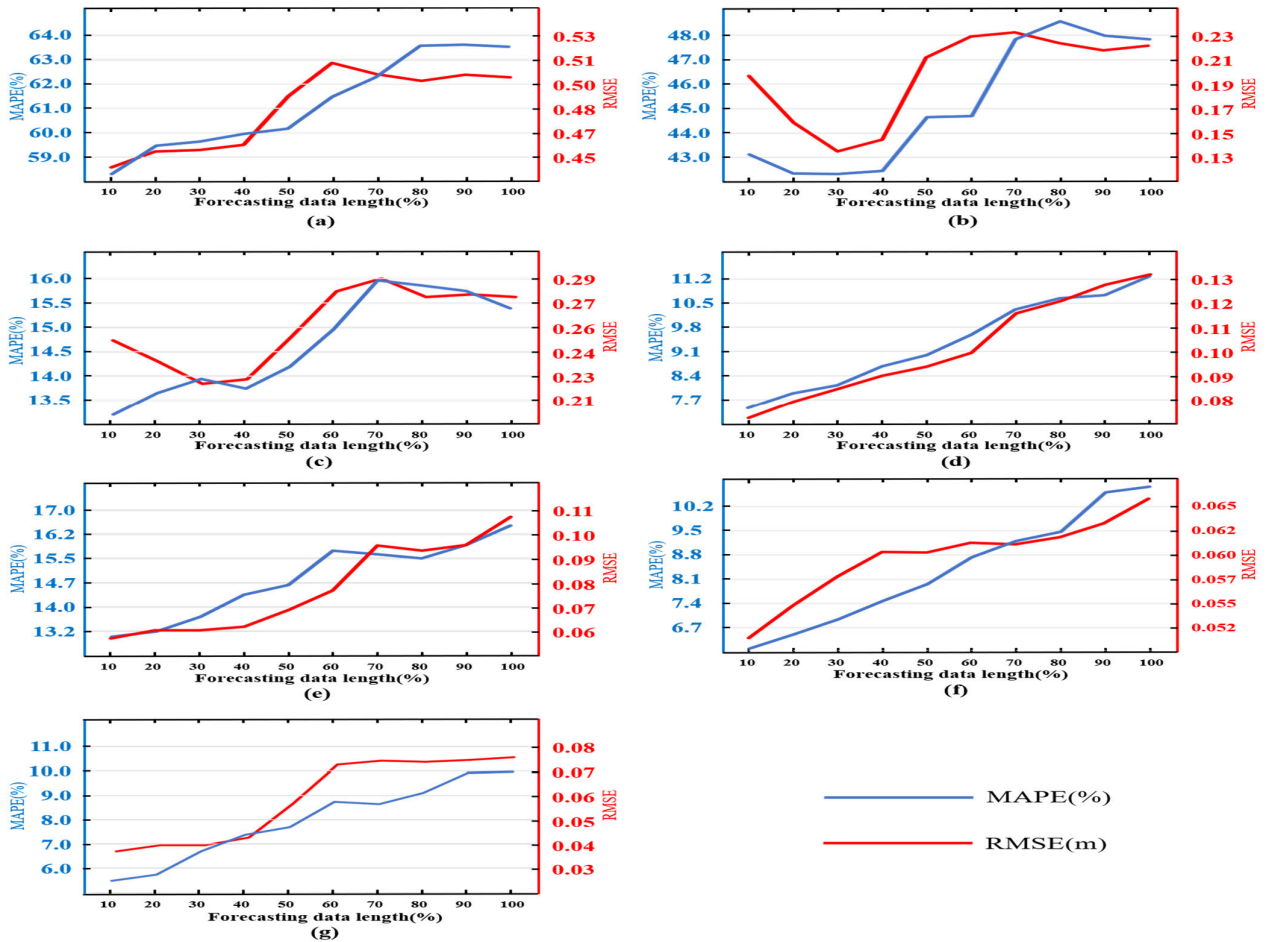 64.0
63.0
62.0
61.0
60.0
59.0
MAPE(%)
0.53
0.51
0.50
0.48
0.47
0.45
RMSE
10 20 30 40 50 60 70 80 90 100
Forecasting data length(%)
(a)
48.0
47.0
46.0
45.0
44.0
43.0
MAPE(%)
0.23
0.21
0.19
0.17
0.15
0.13
RMSE
10 20 30 40 50 60 70 80 90 100
Forecasting data length(%)
(b)
16.0
15.5
15.0
14.5
14.0
13.5
MAPE(%)
0.29
0.27
0.26
0.24
0.23
0.21
RMSE
10 20 30 40 50 60 70 80 90 100
Forecasting data length(%)
(c)
11.2
10.5
9.8
9.1
8.4
7.7
MAPE(%)
0.13
0.12
0.11
0.10
0.09
0.08
RMSE
10 20 30 40 50 60 70 80 90 100
Forecasting data length(%)
(d)
17.0
16.2
15.5
14.7
14.0
13.2
MAPE(%)
0.11
0.10
0.09
0.08
0.07
0.06
RMSE
10 20 30 40 50 60 70 80 90 100
Forecasting data length(%)
(e)
10.2
9.5
8.8
8.1
7.4
6.7
MAPE(%)
0.065
0.062
0.060
0.057
0.055
0.052
RMSE
10 20 30 40 50 60 70 80 90 100
Forecasting data length(%)
(f)
11.0
10.0
9.0
8.0
7.0
6.0
MAPE(%)
0.08
0.07
0.06
0.05
0.04
0.03
RMSE
10 20 30 40 50 60 70 80 90 100
Forecasting data length(%)
(g)
MAPE(%)
RMSE(m)